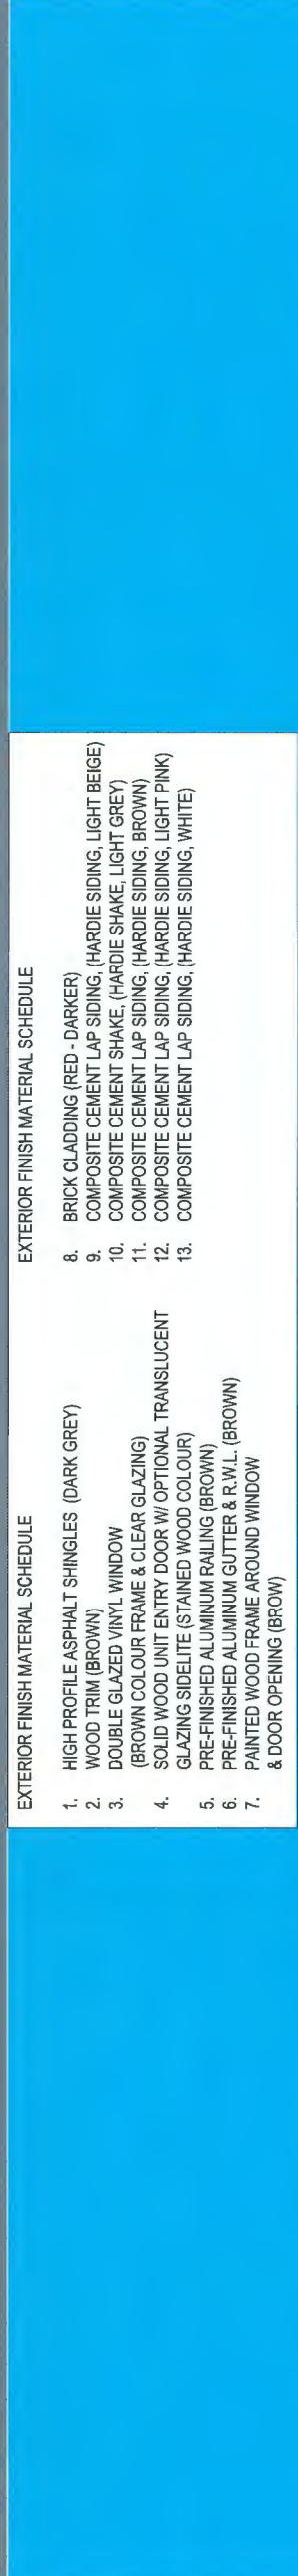 EXTERIOR FINISH MATERIAL SCHEDULE
1. HIGH PROFILE ASPHALT SHINGLES (DARK GREY)
2. WOOD TRIM (BROWN)
3. DOUBLE GLAZED VINYL WINDOW
(BROWN COLOUR FRAME & CLEAR GLAZING)
4. SOLID WOOD UNIT ENTRY DOOR W/ OPTIONAL TRANSLUCENT
GLAZING SIDELITE (STAINED WOOD COLOUR)
5. PRE-FINISHED ALUMINUM RAILING (BROWN)
6. PRE-FINISHED ALUMINUM GUTTER & R.W.L. (BROWN)
7. PAINTED WOOD FRAME AROUND WINDOW
& DOOR OPENING (BROW)
EXTERIOR FINISH MATERIAL SCHEDULE
8. BRICK CLADDING (RED - DARKER)
9. COMPOSITE CEMENT LAP SIDING, (HARDIE SIDING, LIGHT BEIGE)
10. COMPOSITE CEMENT SHAKE, (HARDIE SHAKE, LIGHT GREY)
11. COMPOSITE CEMENT LAP SIDING, (HARDIE SIDING, BROWN)
12. COMPOSITE CEMENT LAP SIDING, (HARDIE SIDING, LIGHT PINK)
13. COMPOSITE CEMENT LAP SIDING, (HARDIE SIDING, WHITE)